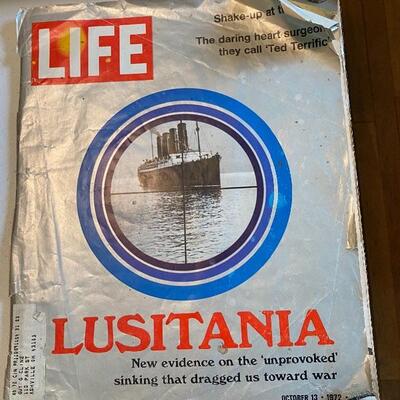 Shake-up at
The daring heart surgeon
they call 'Ted Terrific'
LIFE
LUSITANIA
New evidence on the 'unprovoked'
sinking that dragged us toward war
OCTOBER 13 • 1972